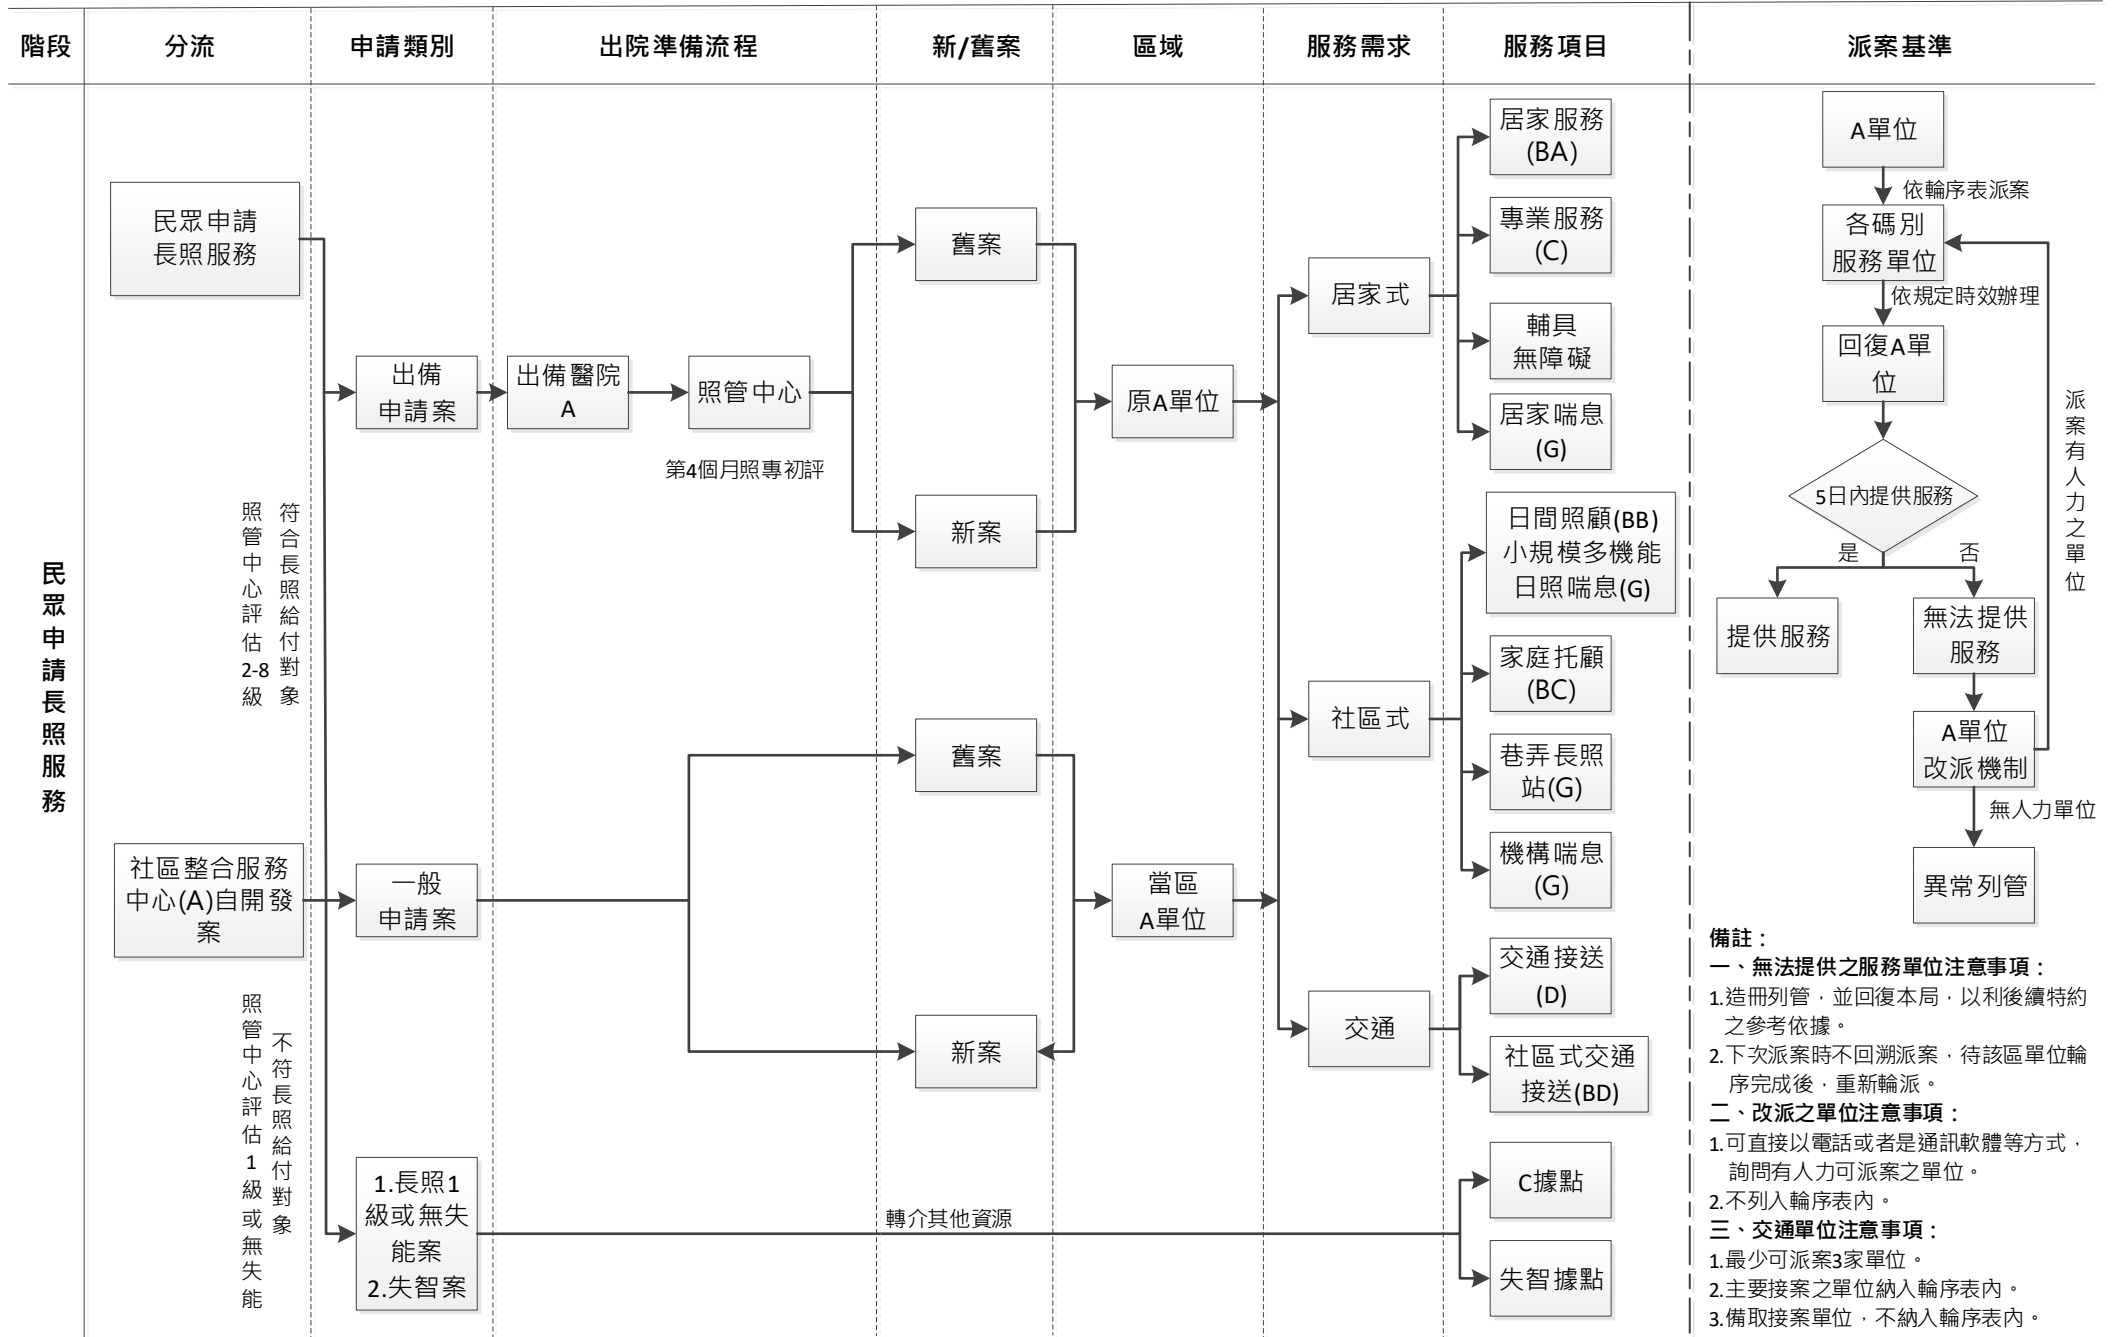 階段
分流
申請類別
出院準備流程
新/舊案
區域
服務需求
服務項目
派案基準
民眾申請長照服務
民眾申請
長照服務
社區整合服務
中心(A)自開發
案
符合長照給付對象
照管中心評估2-8級
不符長照給付對象
照管中心評估1級或無失能
出備
申請案
一般
申請案
1.長照1
級或無失
能案
2.失智案
出備醫院
A
照管中心
第4個月照專初評
舊案
新案
舊案
新案
轉介其他資源
原A單位
當區
A單位
居家式
社區式
交通
居家服務
(BA)
專業服務
(C)
輔具
無障礙
居家喘息
(G)
日間照顧(BB)
小規模多機能
日照喘息(G)
家庭托顧
(BC)
巷弄長照
站(G)
機構喘息
(G)
交通接送
(D)
社區式交通
接送(BD)
C據點
失智據點
A單位
依輪序表派案
各碼別
服務單位
依規定時效辦理
回復A單
位
5日內提供服務
是
否
提供服務
無法提供
服務
A單位
改派機制
派案有人力之單位
無人力單位
異常列管
備註：
一、無法提供之服務單位注意事項：
1.造冊列管，並回復本局，以利後續特約
之參考依據。
2.下次派案時不回溯派案，待該區單位輪
序完成後，重新輪派。
二、改派之單位注意事項：
1.可直接以電話或者是通訊軟體等方式，
詢問有人力可派案之單位。
2.不列入輪序表內。
三、交通單位注意事項：
1.最少可派案3家單位。
2.主要接案之單位納入輪序表內。
3.備取接案單位，不納入輪序表內。